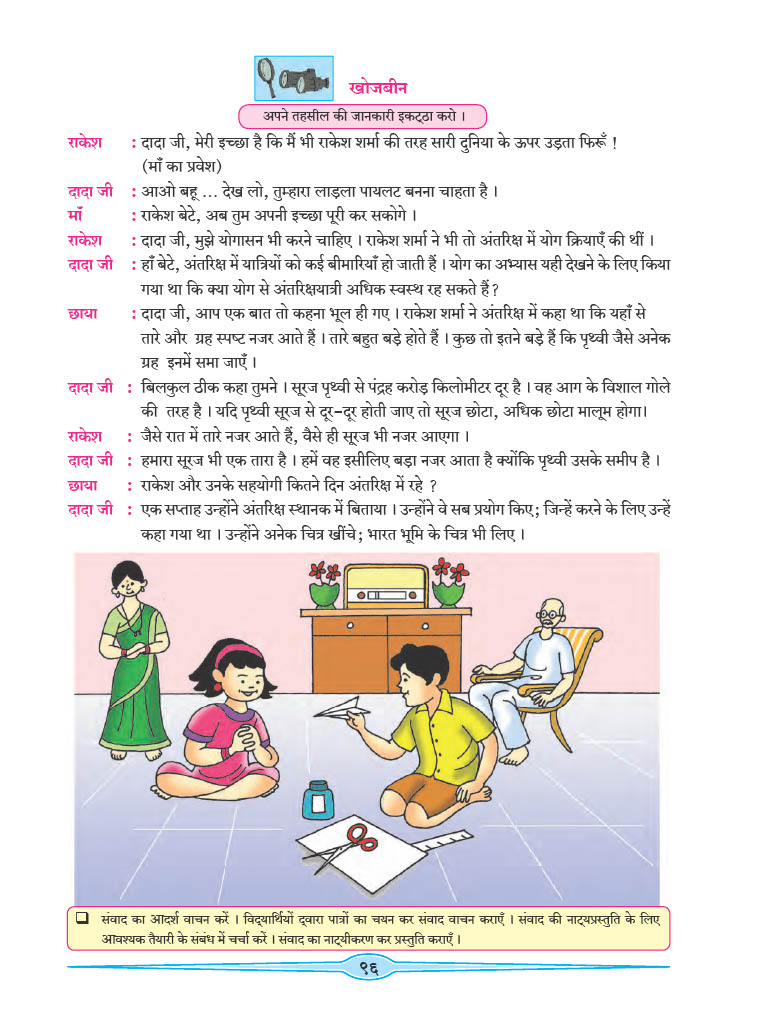 खोजबीन
अपने तहसील की जानकारी इकट्ठा करो ।
राकेश : दादा जी, मेरी इच्छा है कि मैं भी राकेश शर्मा की तरह सारी दुनिया के ऊपर उड़ता फिरूँ !
(माँ का प्रवेश)
दादा जी : आओ बहू ... देख लो, तुम्हारा लाड़ला पायलट बनना चाहता है ।
माँ : राकेश बेटे, अब तुम अपनी इच्छा पूरी कर सकोगे ।
राकेश : दादा जी, मुझे योगासन भी करने चाहिए । राकेश शर्मा ने भी तो अंतरिक्ष में योग क्रियाएँ की थीं ।
दादा जी : हाँ बेटे, अंतरिक्ष में यात्रियों को कई बीमारियाँ हो जाती हैं । योग का अभ्यास यही देखने के लिए किया
गया था कि क्या योग से अंतरिक्षयात्री अधिक स्वस्थ रह सकते हैं ?
छाया : दादा जी, आप एक बात तो कहना भूल ही गए । राकेश शर्मा ने अंतरिक्ष में कहा था कि यहाँ से
तारे और ग्रह स्पष्ट नजर आते हैं । तारे बहुत बड़े होते हैं । कुछ तो इतने बड़े हैं कि पृथ्वी जैसे अनेक
ग्रह इनमें समा जाएँ ।
दादा जी : बिलकुल ठीक कहा तुमने । सूरज पृथ्वी से पंद्रह करोड़ किलोमीटर दूर है । वह आग के विशाल गोले
की तरह है । यदि पृथ्वी सूरज से दूर-दूर होती जाए तो सूरज छोटा, अधिक छोटा मालूम होगा।
राकेश : जैसे रात में तारे नजर आते हैं, वैसे ही सूरज भी नजर आएगा ।
दादा जी : हमारा सूरज भी एक तारा है । हमें वह इसीलिए बड़ा नजर आता है क्योंकि पृथ्वी उसके समीप है ।
छाया : राकेश और उनके सहयोगी कितने दिन अंतरिक्ष में रहे ?
दादा जी : एक सप्ताह उन्होंने अंतरिक्ष स्थानक में बिताया । उन्होंने वे सब प्रयोग किए; जिन्हें करने के लिए उन्हें
कहा गया था । उन्होंने अनेक चित्र खींचे; भारत भूमि के चित्र भी लिए ।
❑ संवाद का आदर्श वाचन करें । विद्यार्थियों द्वारा पात्रों का चयन कर संवाद वाचन कराएँ । संवाद की नाट्यप्रस्तुति के लिए
आवश्यक तैयारी के संबंध में चर्चा करें । संवाद का नाट्यीकरण कर प्रस्तुति कराएँ ।
९६